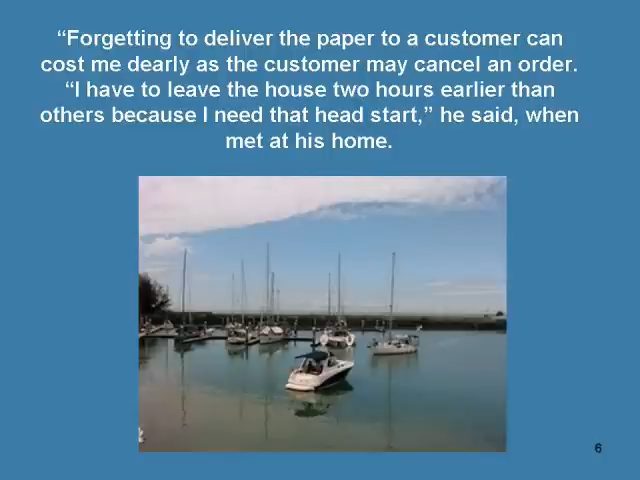 “Forgetting to deliver the paper to a customer can
cost me dearly as the customer may cancel an order.
“I have to leave the house two hours earlier than
others because I need that head start,” he said, when
met at his home.
6